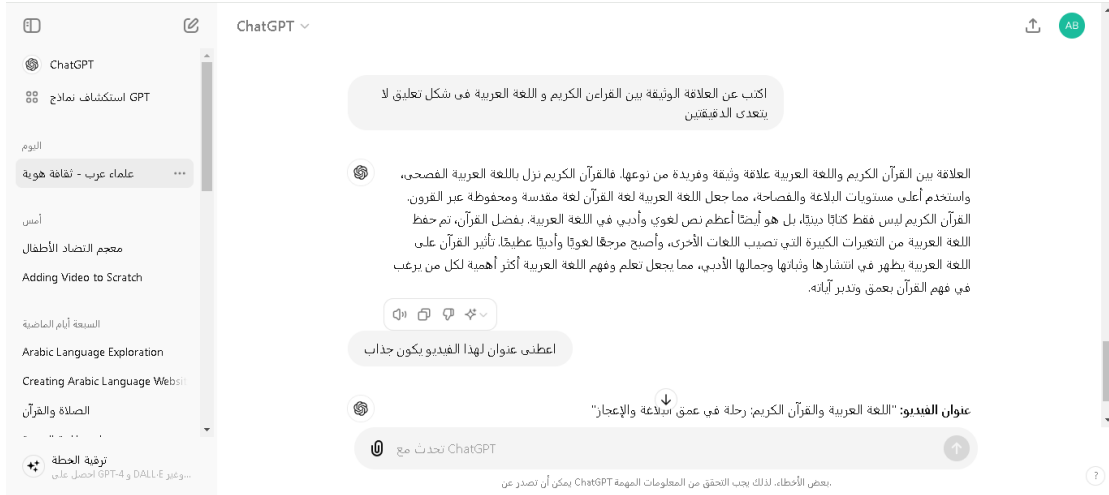 ChatGPT
AB
ChatGPT
استكشاف نماذج GPT
اليوم
علماء عرب - ثقافة هوية
أمس
معجم التضاد الأطفال
Adding Video to Scratch
السبعة أيام الماضية
Arabic Language Exploration
Creating Arabic Language Websit
الصلاة والقرآن
ترقية الخطة
احصل على GPT-4 و DALL·E وغير...
اكتب عن العلاقة الوثيقة بين القراءن الكريم و اللغة العربية فى شكل تعليق لا
يتعدى الدقيقتين
العلاقة بين القرآن الكريم واللغة العربية علاقة وثيقة وفريدة من نوعها. فالقرآن الكريم نزل باللغة العربية الفصحى،
واستخدم أعلى مستويات البلاغة والفصاحة، مما جعل اللغة العربية لغة القرآن لغة مقدسة ومحفوظة عبر القرون.
القرآن الكريم ليس فقط كتابًا دينيًا، بل هو أيضًا أعظم نص لغوي وأدبي في اللغة العربية. بفضل القرآن، تم حفظ
اللغة العربية من التغيرات الكبيرة التي تصيب اللغات الأخرى، وأصبح مرجعًا لغويًا وأدبيًا عظيمًا. تأثير القرآن على
اللغة العربية يظهر في انتشارها وثباتها وجمالها الأدبي، مما يجعل تعلم وفهم اللغة العربية أكثر أهمية لكل من يرغب
في فهم القرآن بعمق وتدبر آياته.
اعطنى عنوان لهذا الفيديو يكون جذاب
عنوان الفيديو: "اللغة العربية والقرآن الكريم: رحلة في عمق البلاغة والإعجاز"
تحدث مع ChatGPT
يمكن أن تصدر عن ChatGPT بعض الأخطاء. لذلك يجب التحقق من المعلومات المهمة.
?